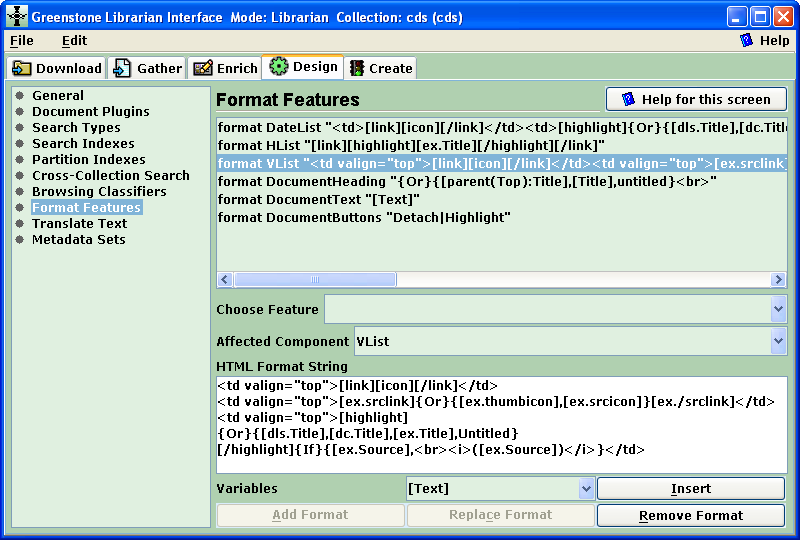 Greenstone Librarian Interface  Mode: Librarian  Collection: cds (cds)
File Edit Help
Download Gather Enrich Design Create
General
Document Plugins
Search Types
Search Indexes
Partition Indexes
Cross-Collection Search
Browsing Classifiers
Format Features
Translate Text
Metadata Sets
Format Features
Help for this screen
format DateList "<td>[link][icon][/link]</td><td>[highlight]{Or}{[dls.Title],[dc.Titl
format HList "[link][highlight][ex.Title][/highlight][/link]"
format VList "<td valign="top">[link][icon][/link]</td><td valign="top">[ex.srclink]
format DocumentHeading "{Or}{[parent(Top):Title],[Title],untitled}<br>"
format DocumentText "[Text]"
format DocumentButtons "Detach|Highlight"
Choose Feature
Affected Component VList
HTML Format String
<td valign="top">[link][icon][/link]</td>
<td valign="top">[ex.srclink]{Or}{[ex.thumbicon],[ex.srcicon]}[ex./srclink]</td>
<td valign="top">[highlight]
{Or}{[dls.Title],[dc.Title],[ex.Title],Untitled}
[/highlight]{If}{[ex.Source],<br><i>([ex.Source])</i>}</td>
Variables [Text] Insert
Add Format Replace Format Remove Format